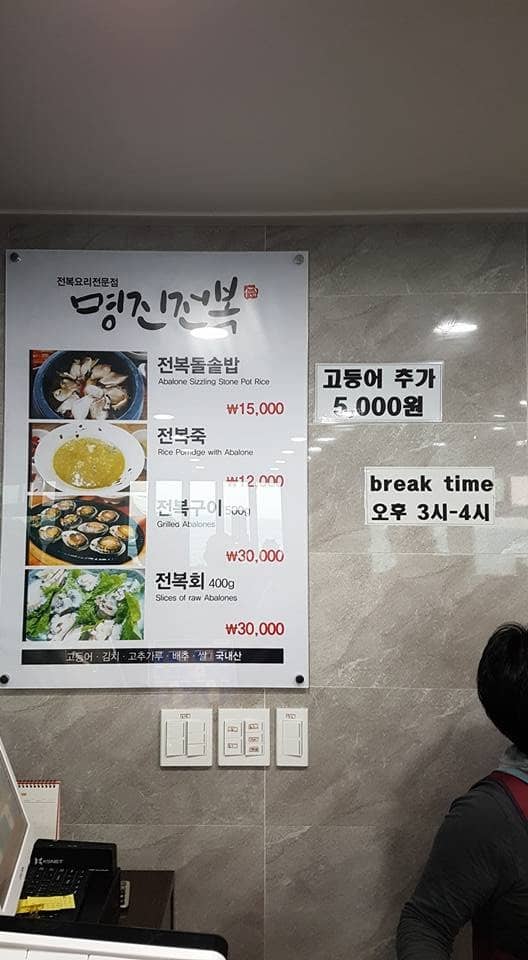 전복요리전문점
명진전복
전복돌솥밥
Abalone Sizzling Stone Pot Rice
₩15,000
전복죽
Rice Porridge with Abalone
₩12,000
전복구이 500g
Grilled Abalones
₩30,000
전복회 400g
Slices of raw Abalones
₩30,000
고등어 · 김치 · 고추가루 · 배추 · 쌀 / 국내산
고등어 추가
5,000원
break time
오후 3시-4시
KSNET